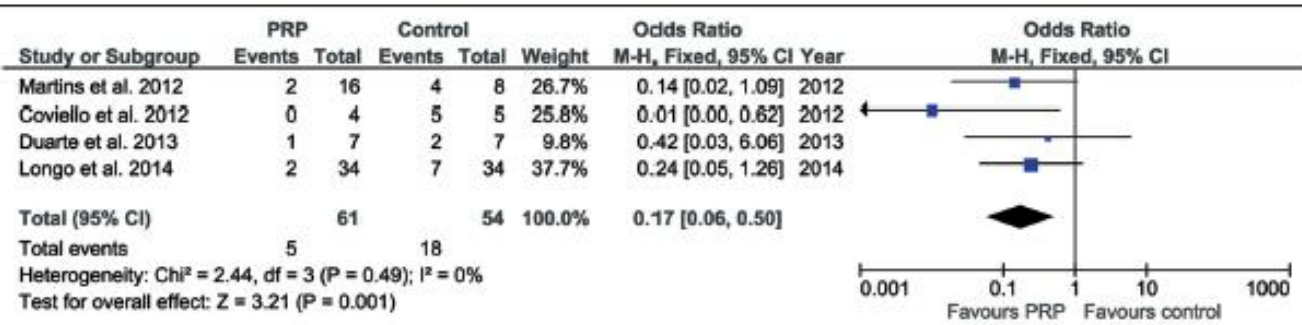 PRP Control Odds Ratio Odds Ratio
Study or Subgroup Events Total Events Total Weight M-H, Fixed, 95% CI Year M-H, Fixed, 95% CI
Martins et al. 2012 2 16 4 8 26.7% 0.14 [0.02, 1.09] 2012
Coviello et al. 2012 0 4 5 5 25.8% 0.01 [0.00, 0.62] 2012
Duarte et al. 2013 1 7 2 7 9.8% 0.42 [0.03, 6.06] 2013
Longo et al. 2014 2 34 7 34 37.7% 0.24 [0.05, 1.26] 2014
Total (95% CI) 61 54 100.0% 0.17 [0.06, 0.50]
Total events 5 18
Heterogeneity: Chi² = 2.44, df = 3 (P = 0.49); I² = 0%
Test for overall effect: Z = 3.21 (P = 0.001)
0.001 0.1 1 10 1000
Favours PRP Favours control